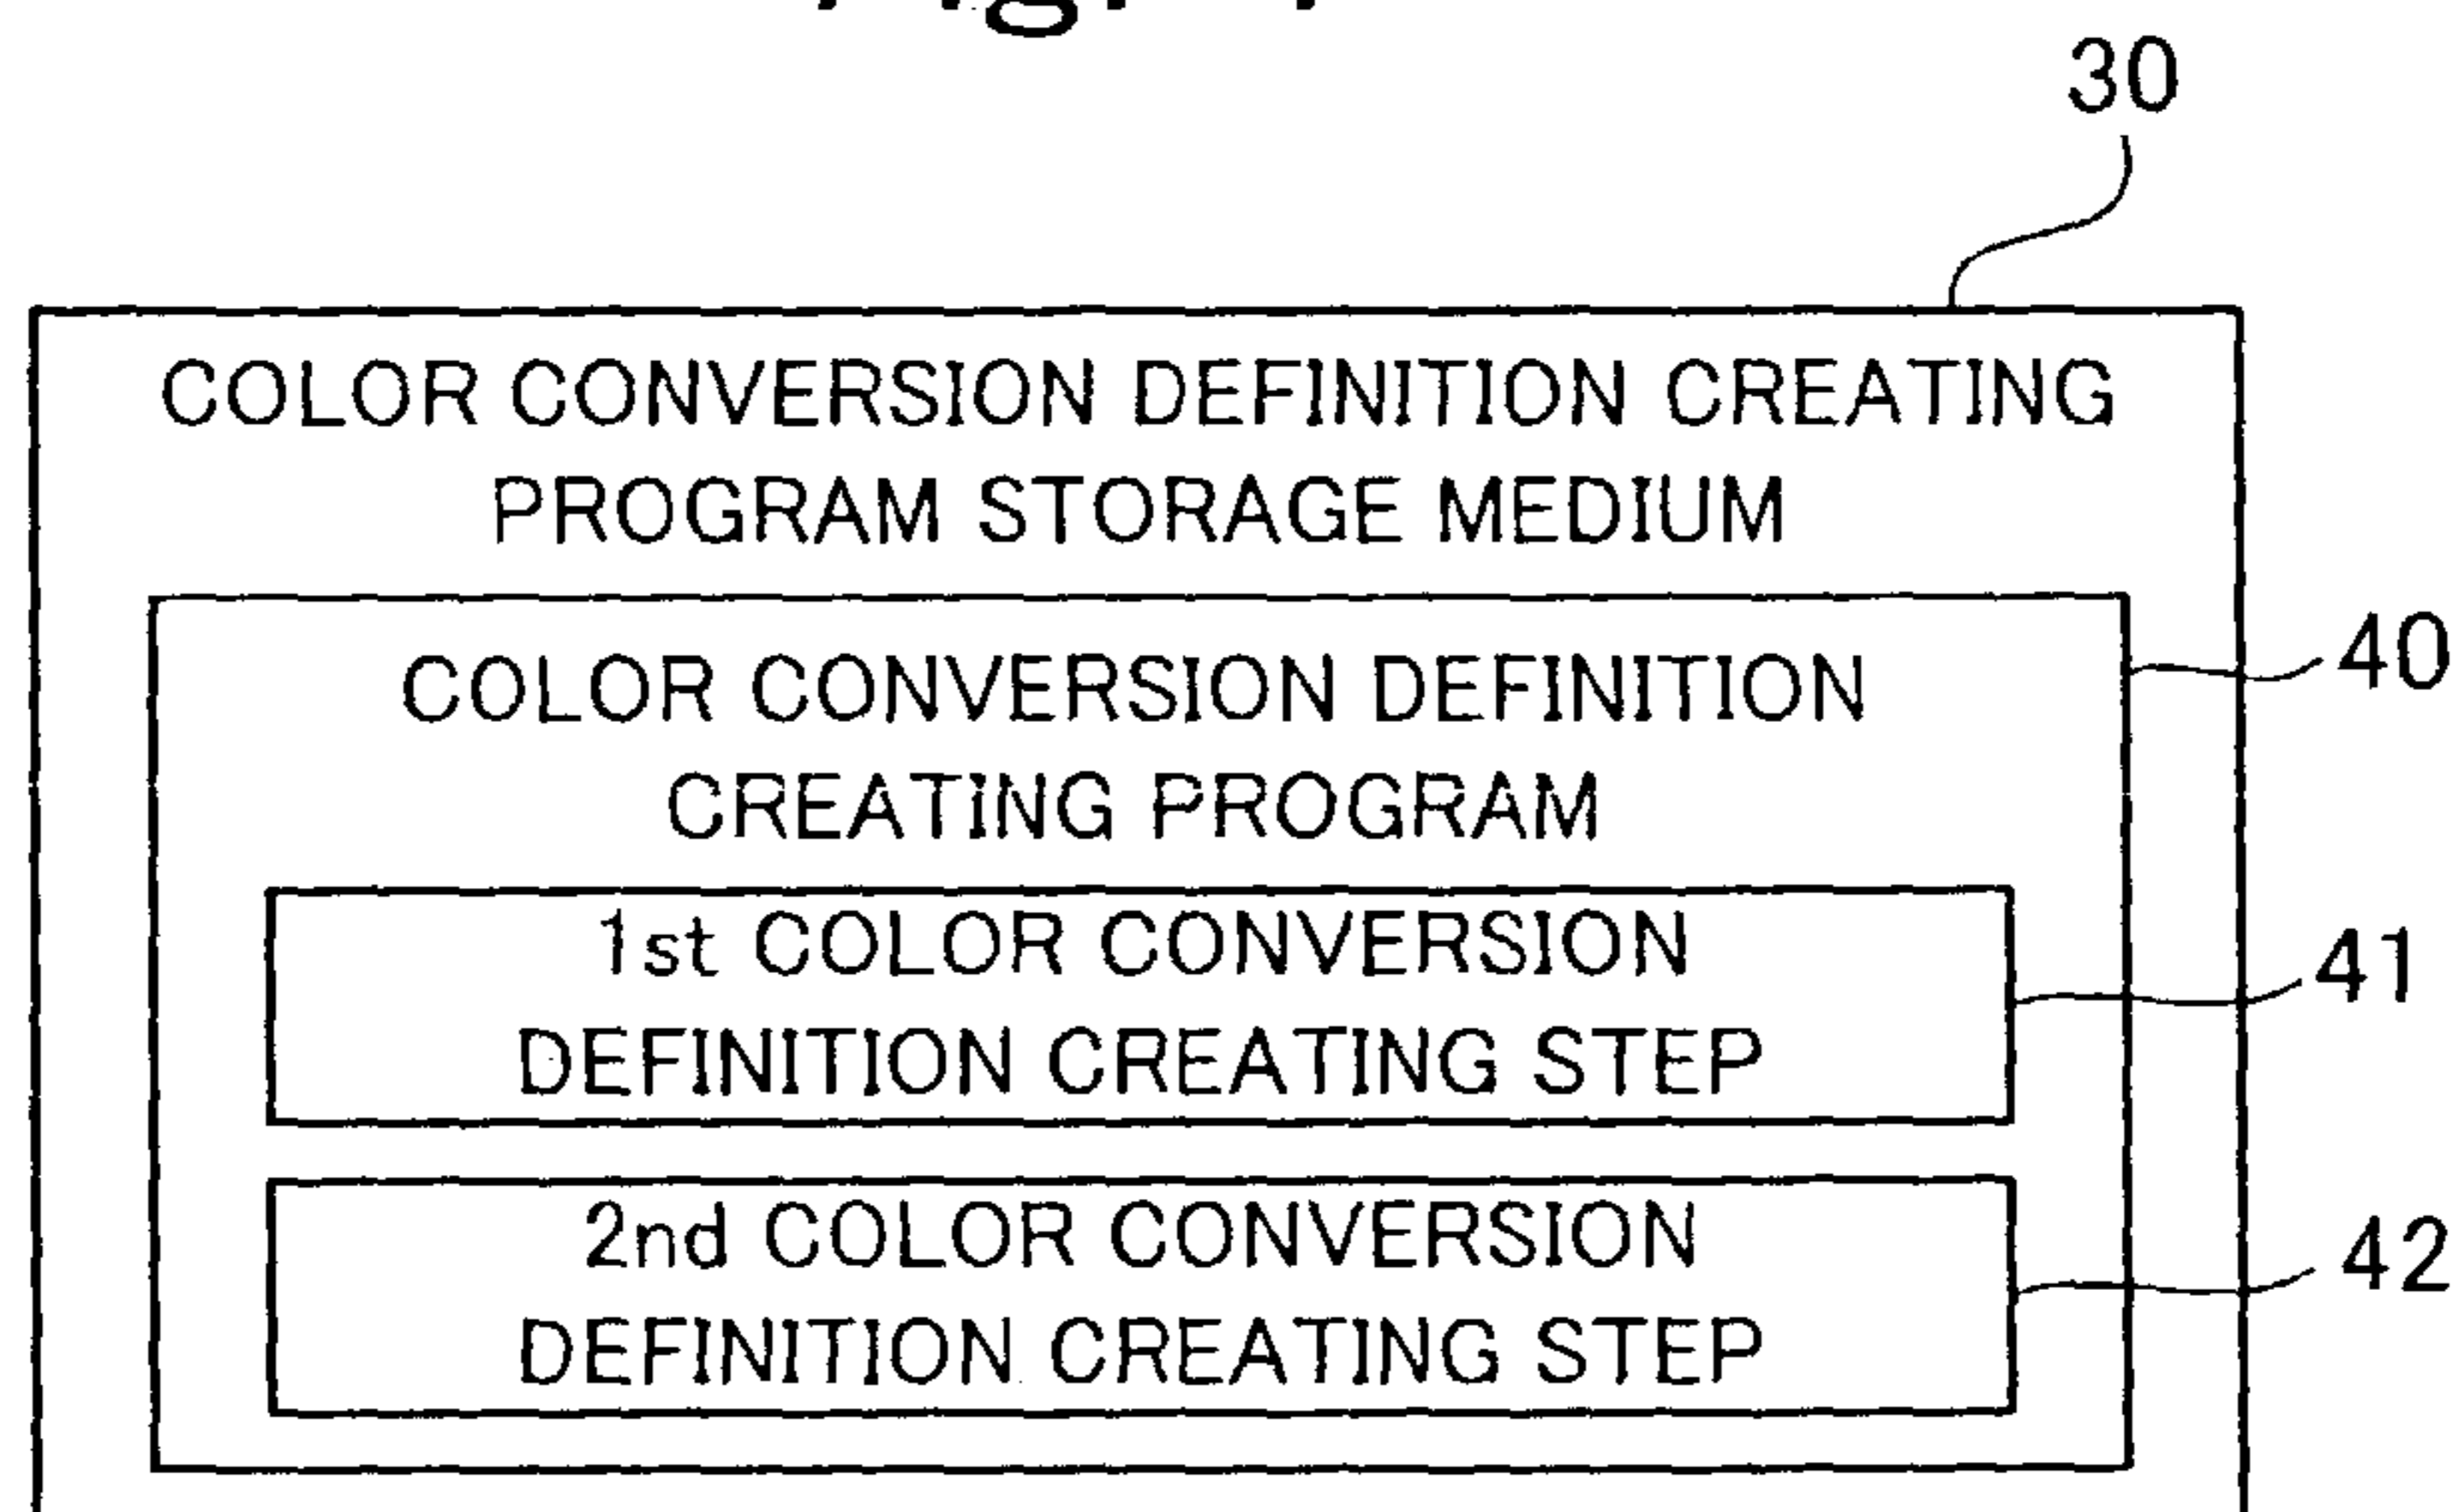 30
COLOR CONVERSION DEFINITION CREATING
PROGRAM STORAGE MEDIUM
40
COLOR CONVERSION DEFINITION
CREATING PROGRAM
1st COLOR CONVERSION
41
DEFINITION CREATING STEP
2nd COLOR CONVERSION
42
DEFINITION CREATING STEP